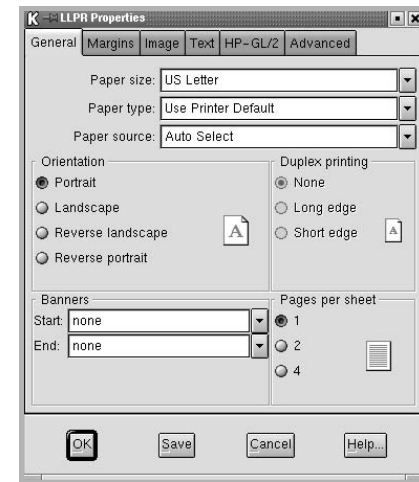 LLPR Properties
General Margins Image Text HP-GL/2 Advanced
Paper size: US Letter
Paper type: Use Printer Default
Paper source: Auto Select
Orientation
Portrait
Landscape
Reverse landscape
Reverse portrait
A
Duplex printing
None
Long edge
Short edge
A
Banners
Start: none
End: none
Pages per sheet
1
2
4
OK Save Cancel Help...